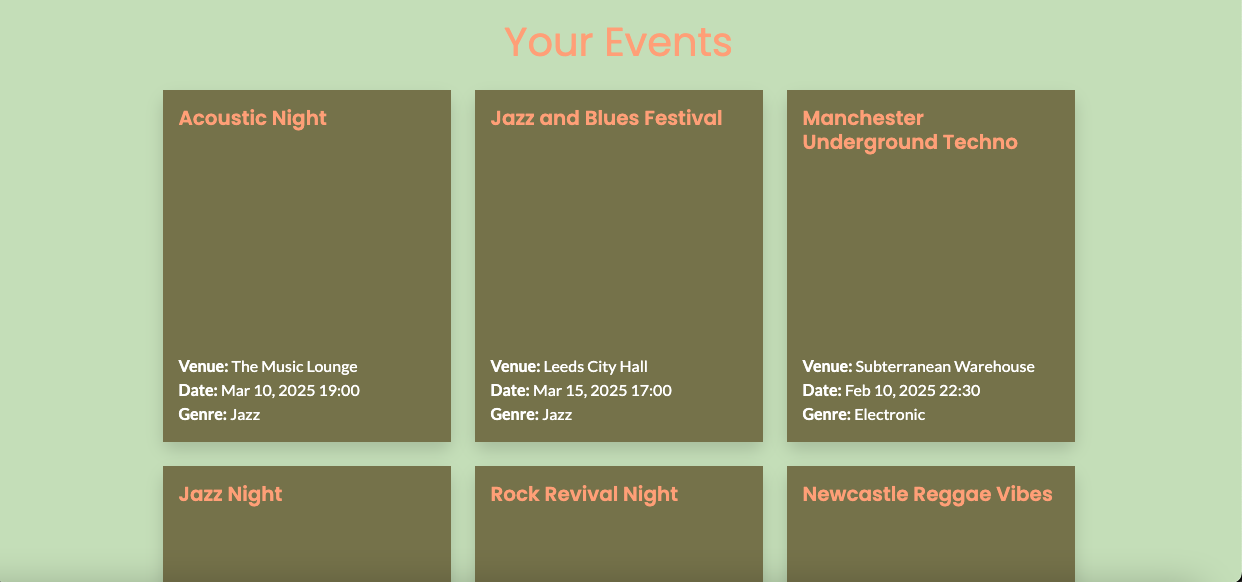 Your Events
Acoustic Night
Venue: The Music Lounge
Date: Mar 10, 2025 19:00
Genre: Jazz
Jazz and Blues Festival
Venue: Leeds City Hall
Date: Mar 15, 2025 17:00
Genre: Jazz
Manchester
Underground Techno
Venue: Subterranean Warehouse
Date: Feb 10, 2025 22:30
Genre: Electronic
Jazz Night
Rock Revival Night
Newcastle Reggae Vibes